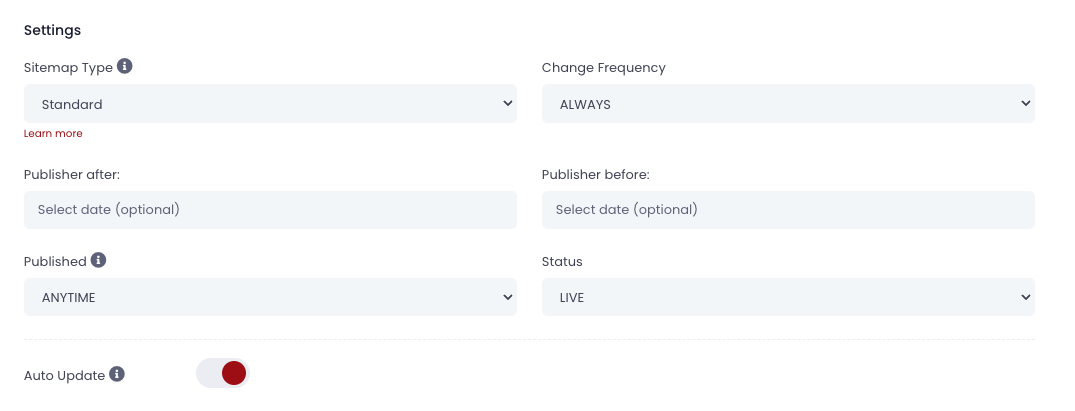 Settings
Sitemap Type
Change Frequency
Standard
ALWAYS
Learn more
Publisher after:
Publisher before:
Select date (optional)
Select date (optional)
Published
Status
ANYTIME
LIVE
Auto Update